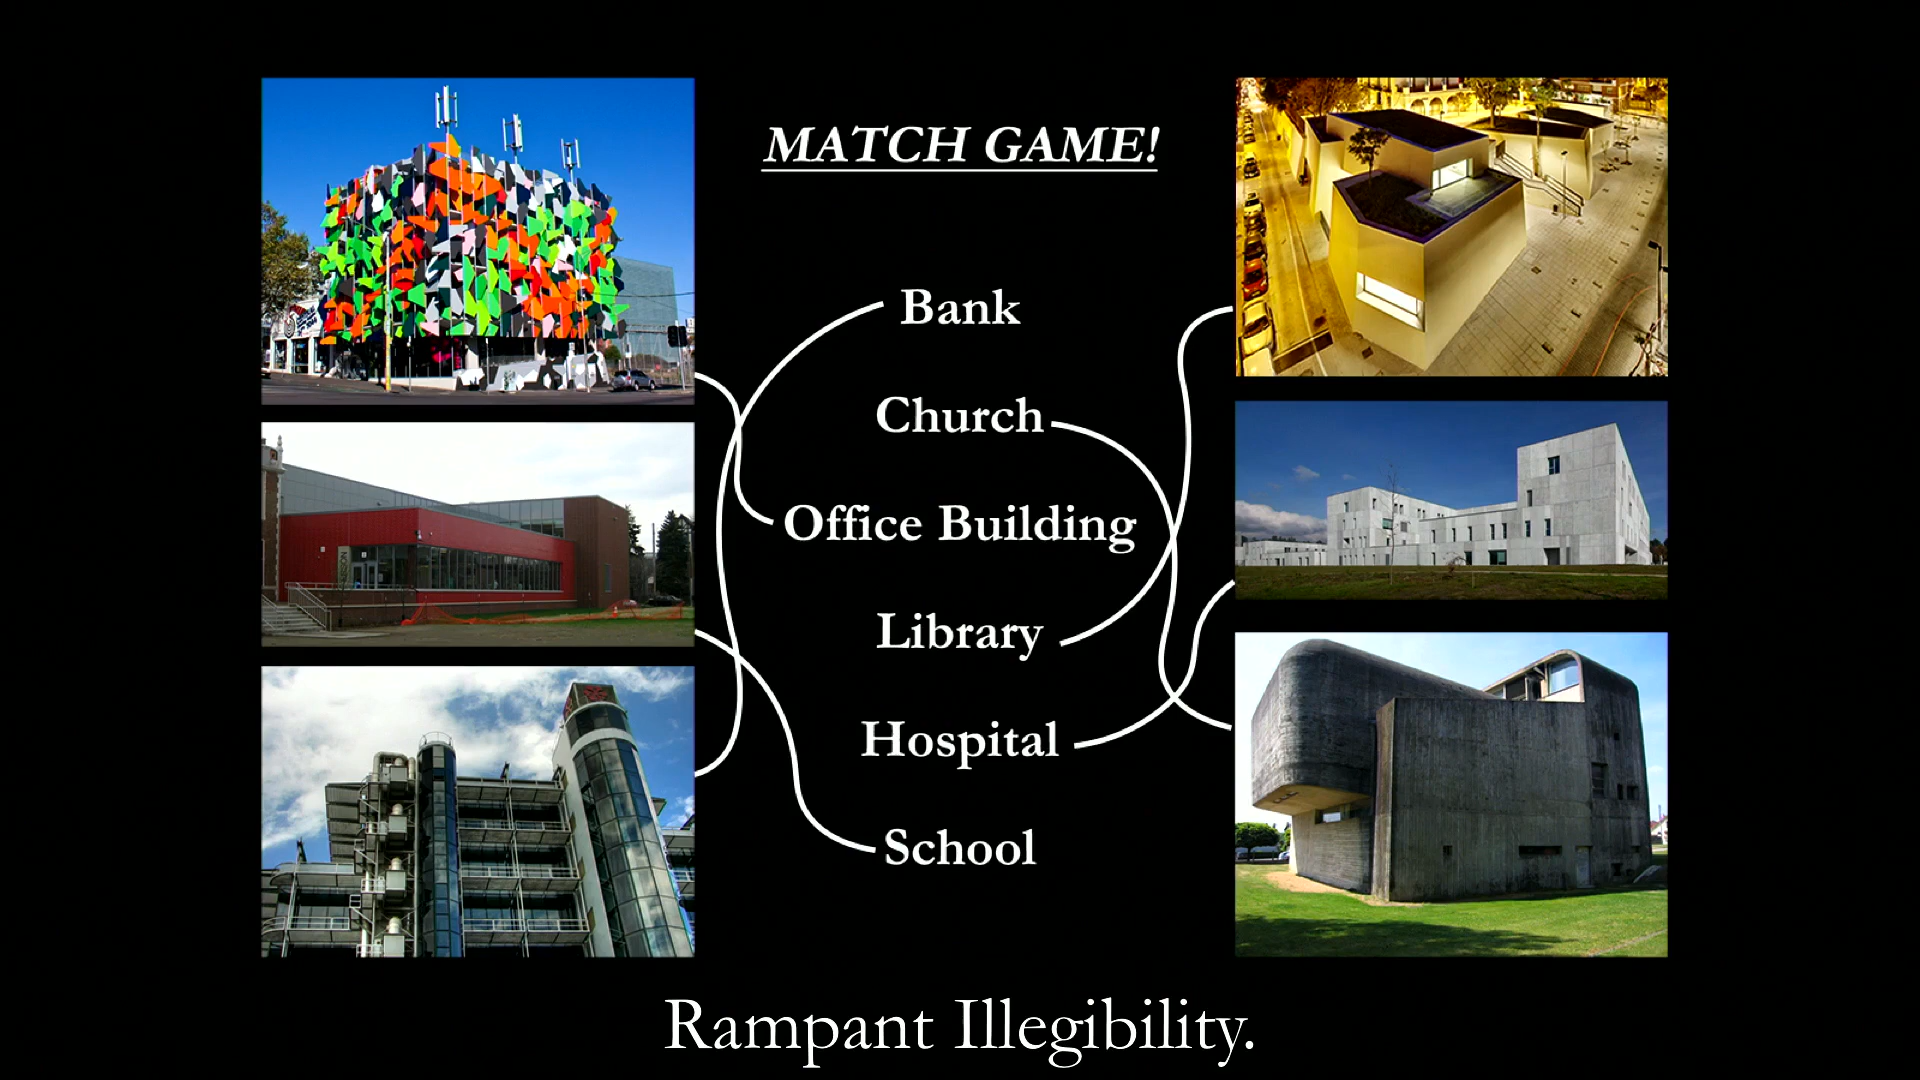 MATCH GAME!
Bank
Church
Office Building
Library
Hospital
School
Rampant Illegibility.